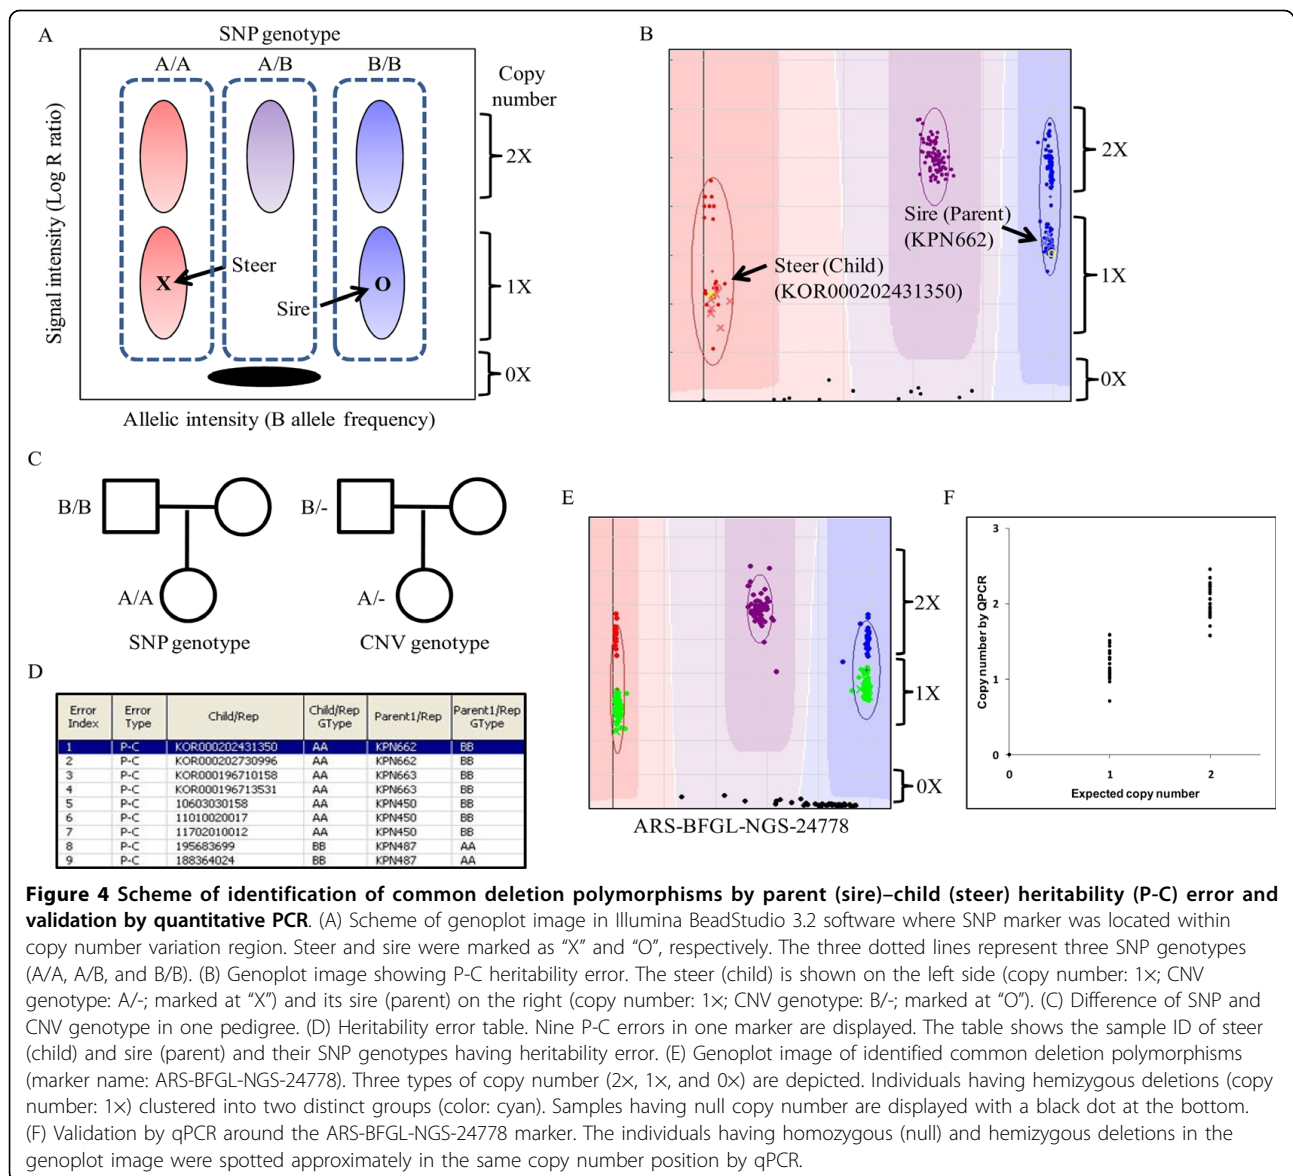 A
SNP genotype
A/A A/B B/B
Copy
number
Signal intensity (Log R ratio)
2X
X
Steer
O
Sire
1X
0X
Allelic intensity (B allele frequency)
B
2X
Sire (Parent)
(KPN662)
Steer (Child)
(KOR000202431350)
1X
0X
C
B/B
A/A
SNP genotype
B/-
A/-
CNV genotype
D
Error Index Error Type Child/Rep Child/Rep GType Parent1/Rep Parent1/Rep GType
1 P-C KOR000202431350 AA KPN662 BB
2 P-C KOR000202730996 AA KPN662 BB
3 P-C KOR000196710158 AA KPN663 BB
4 P-C KOR000196713531 AA KPN663 BB
5 P-C 10603030158 AA KPN450 BB
6 P-C 11010020017 AA KPN450 BB
7 P-C 11702010012 AA KPN450 BB
8 P-C 195683699 BB KPN487 AA
9 P-C 188364024 BB KPN487 AA
E
2X
1X
0X
ARS-BFGL-NGS-24778
F
Copy number by QPCR
3
2
1
0
0 1 2
Expected copy number
Figure 4 Scheme of identification of common deletion polymorphisms by parent (sire)–child (steer) heritability (P-C) error and
validation by quantitative PCR. (A) Scheme of genoplot image in Illumina BeadStudio 3.2 software where SNP marker was located within
copy number variation region. Steer and sire were marked as “X” and “O”, respectively. The three dotted lines represent three SNP genotypes
(A/A, A/B, and B/B). (B) Genoplot image showing P-C heritability error. The steer (child) is shown on the left side (copy number: 1×; CNV
genotype: A/-; marked at “X”) and its sire (parent) on the right (copy number: 1×; CNV genotype: B/-; marked at “O”). (C) Difference of SNP and
CNV genotype in one pedigree. (D) Heritability error table. Nine P-C errors in one marker are displayed. The table shows the sample ID of steer
(child) and sire (parent) and their SNP genotypes having heritability error. (E) Genoplot image of identified common deletion polymorphisms
(marker name: ARS-BFGL-NGS-24778). Three types of copy number (2×, 1×, and 0×) are depicted. Individuals having hemizygous deletions (copy
number: 1×) clustered into two distinct groups (color: cyan). Samples having null copy number are displayed with a black dot at the bottom.
(F) Validation by qPCR around the ARS-BFGL-NGS-24778 marker. The individuals having homozygous (null) and hemizygous deletions in the
genoplot image were spotted approximately in the same copy number position by qPCR.